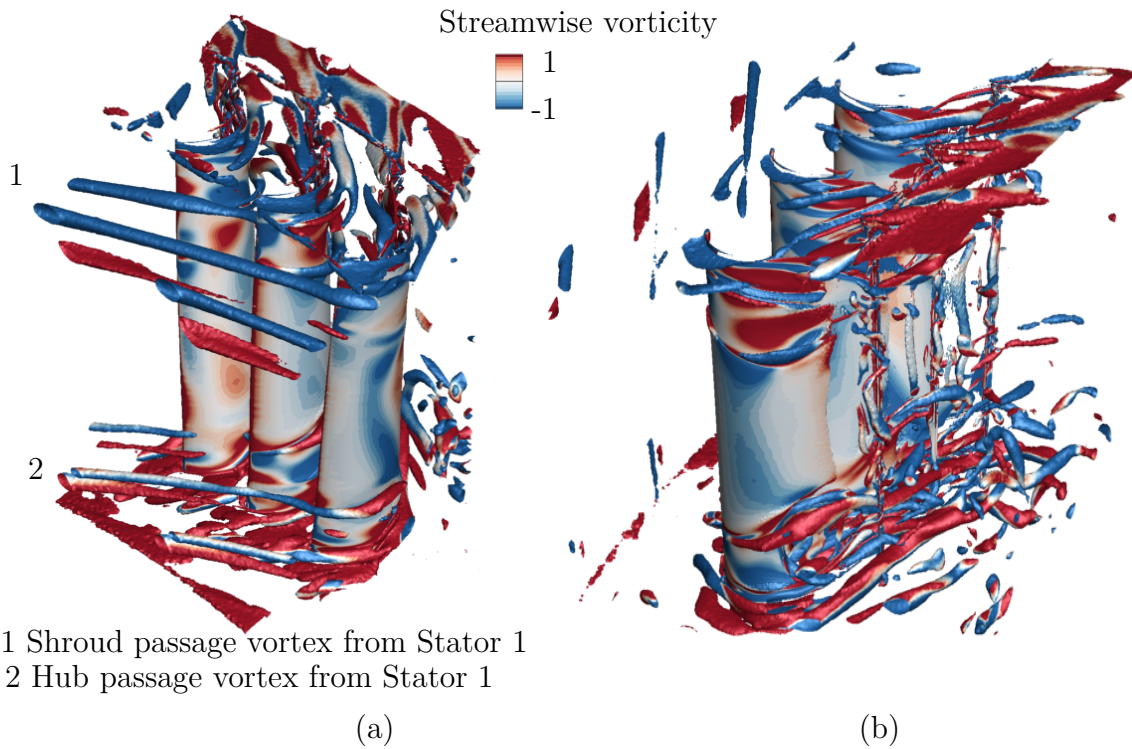 Streamwise vorticity
1
-1
1
2
1 Shroud passage vortex from Stator 1
2 Hub passage vortex from Stator 1
(a)
(b)